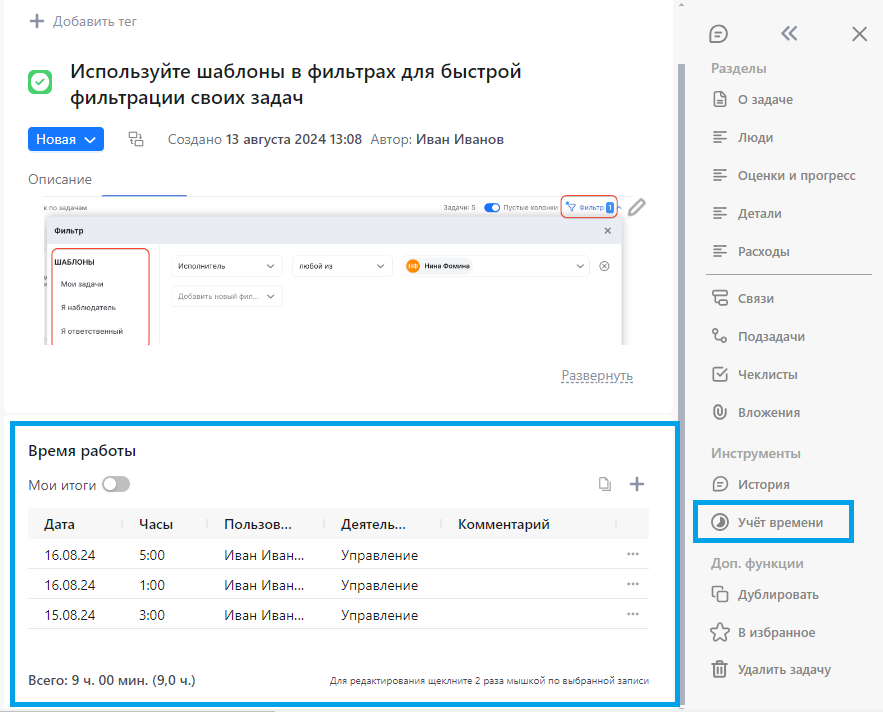 Добавить тег
Используйте шаблоны в фильтрах для быстрой
фильтрации своих задач
Новая Создано 13 августа 2024 13:08 Автор: Иван Иванов
Описание
к по задачам Задачи: 5 Пустые колонки Фильтр 1
Фильтр
ШАБЛОНЫ
Мои задачи
Я наблюдатель
Я ответственный
Исполнитель любой из НФ Нина Фомина
Добавить новый фил...
Развернуть
Время работы
Мои итоги
Дата Часы Пользов... Деятель... Комментарий
16.08.24 5:00 Иван Иван... Управление
16.08.24 1:00 Иван Иван... Управление
15.08.24 3:00 Иван Иван... Управление
Всего: 9 ч. 00 мин. (9,0 ч.)
Для редактирования щеклните 2 раза мышкой по выбранной записи
Разделы
О задаче
Люди
Оценки и прогресс
Детали
Расходы
Связи
Подзадачи
Чеклисты
Вложения
Инструменты
История
Учёт времени
Доп. функции
Дублировать
В избранное
Удалить задачу